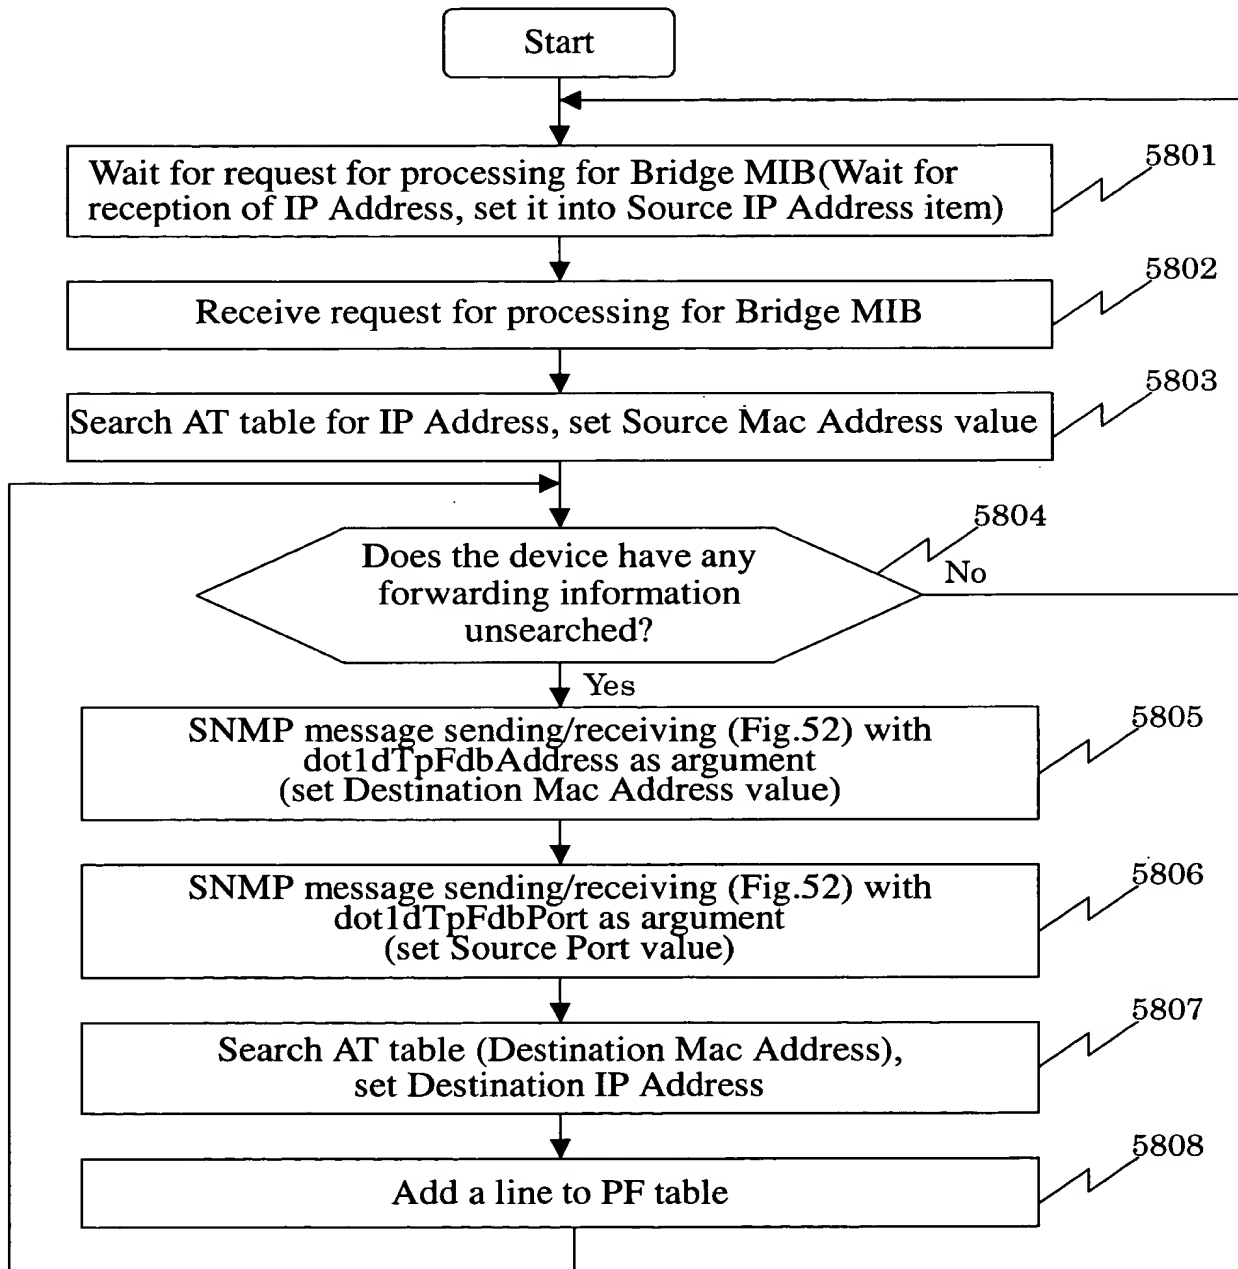 Start
Wait for request for processing for Bridge MIB(Wait for
reception of IP Address, set it into Source IP Address item)
5801
Receive request for processing for Bridge MIB
5802
Search AT table for IP Address, set Source Mac Address value
5803
Does the device have any
forwarding information
unsearched?
5804
No
Yes
SNMP message sending/receiving (Fig.52) with
dot1dTpFdbAddress as argument
(set Destination Mac Address value)
5805
SNMP message sending/receiving (Fig.52) with
dot1dTpFdbPort as argument
(set Source Port value)
5806
Search AT table (Destination Mac Address),
set Destination IP Address
5807
Add a line to PF table
5808